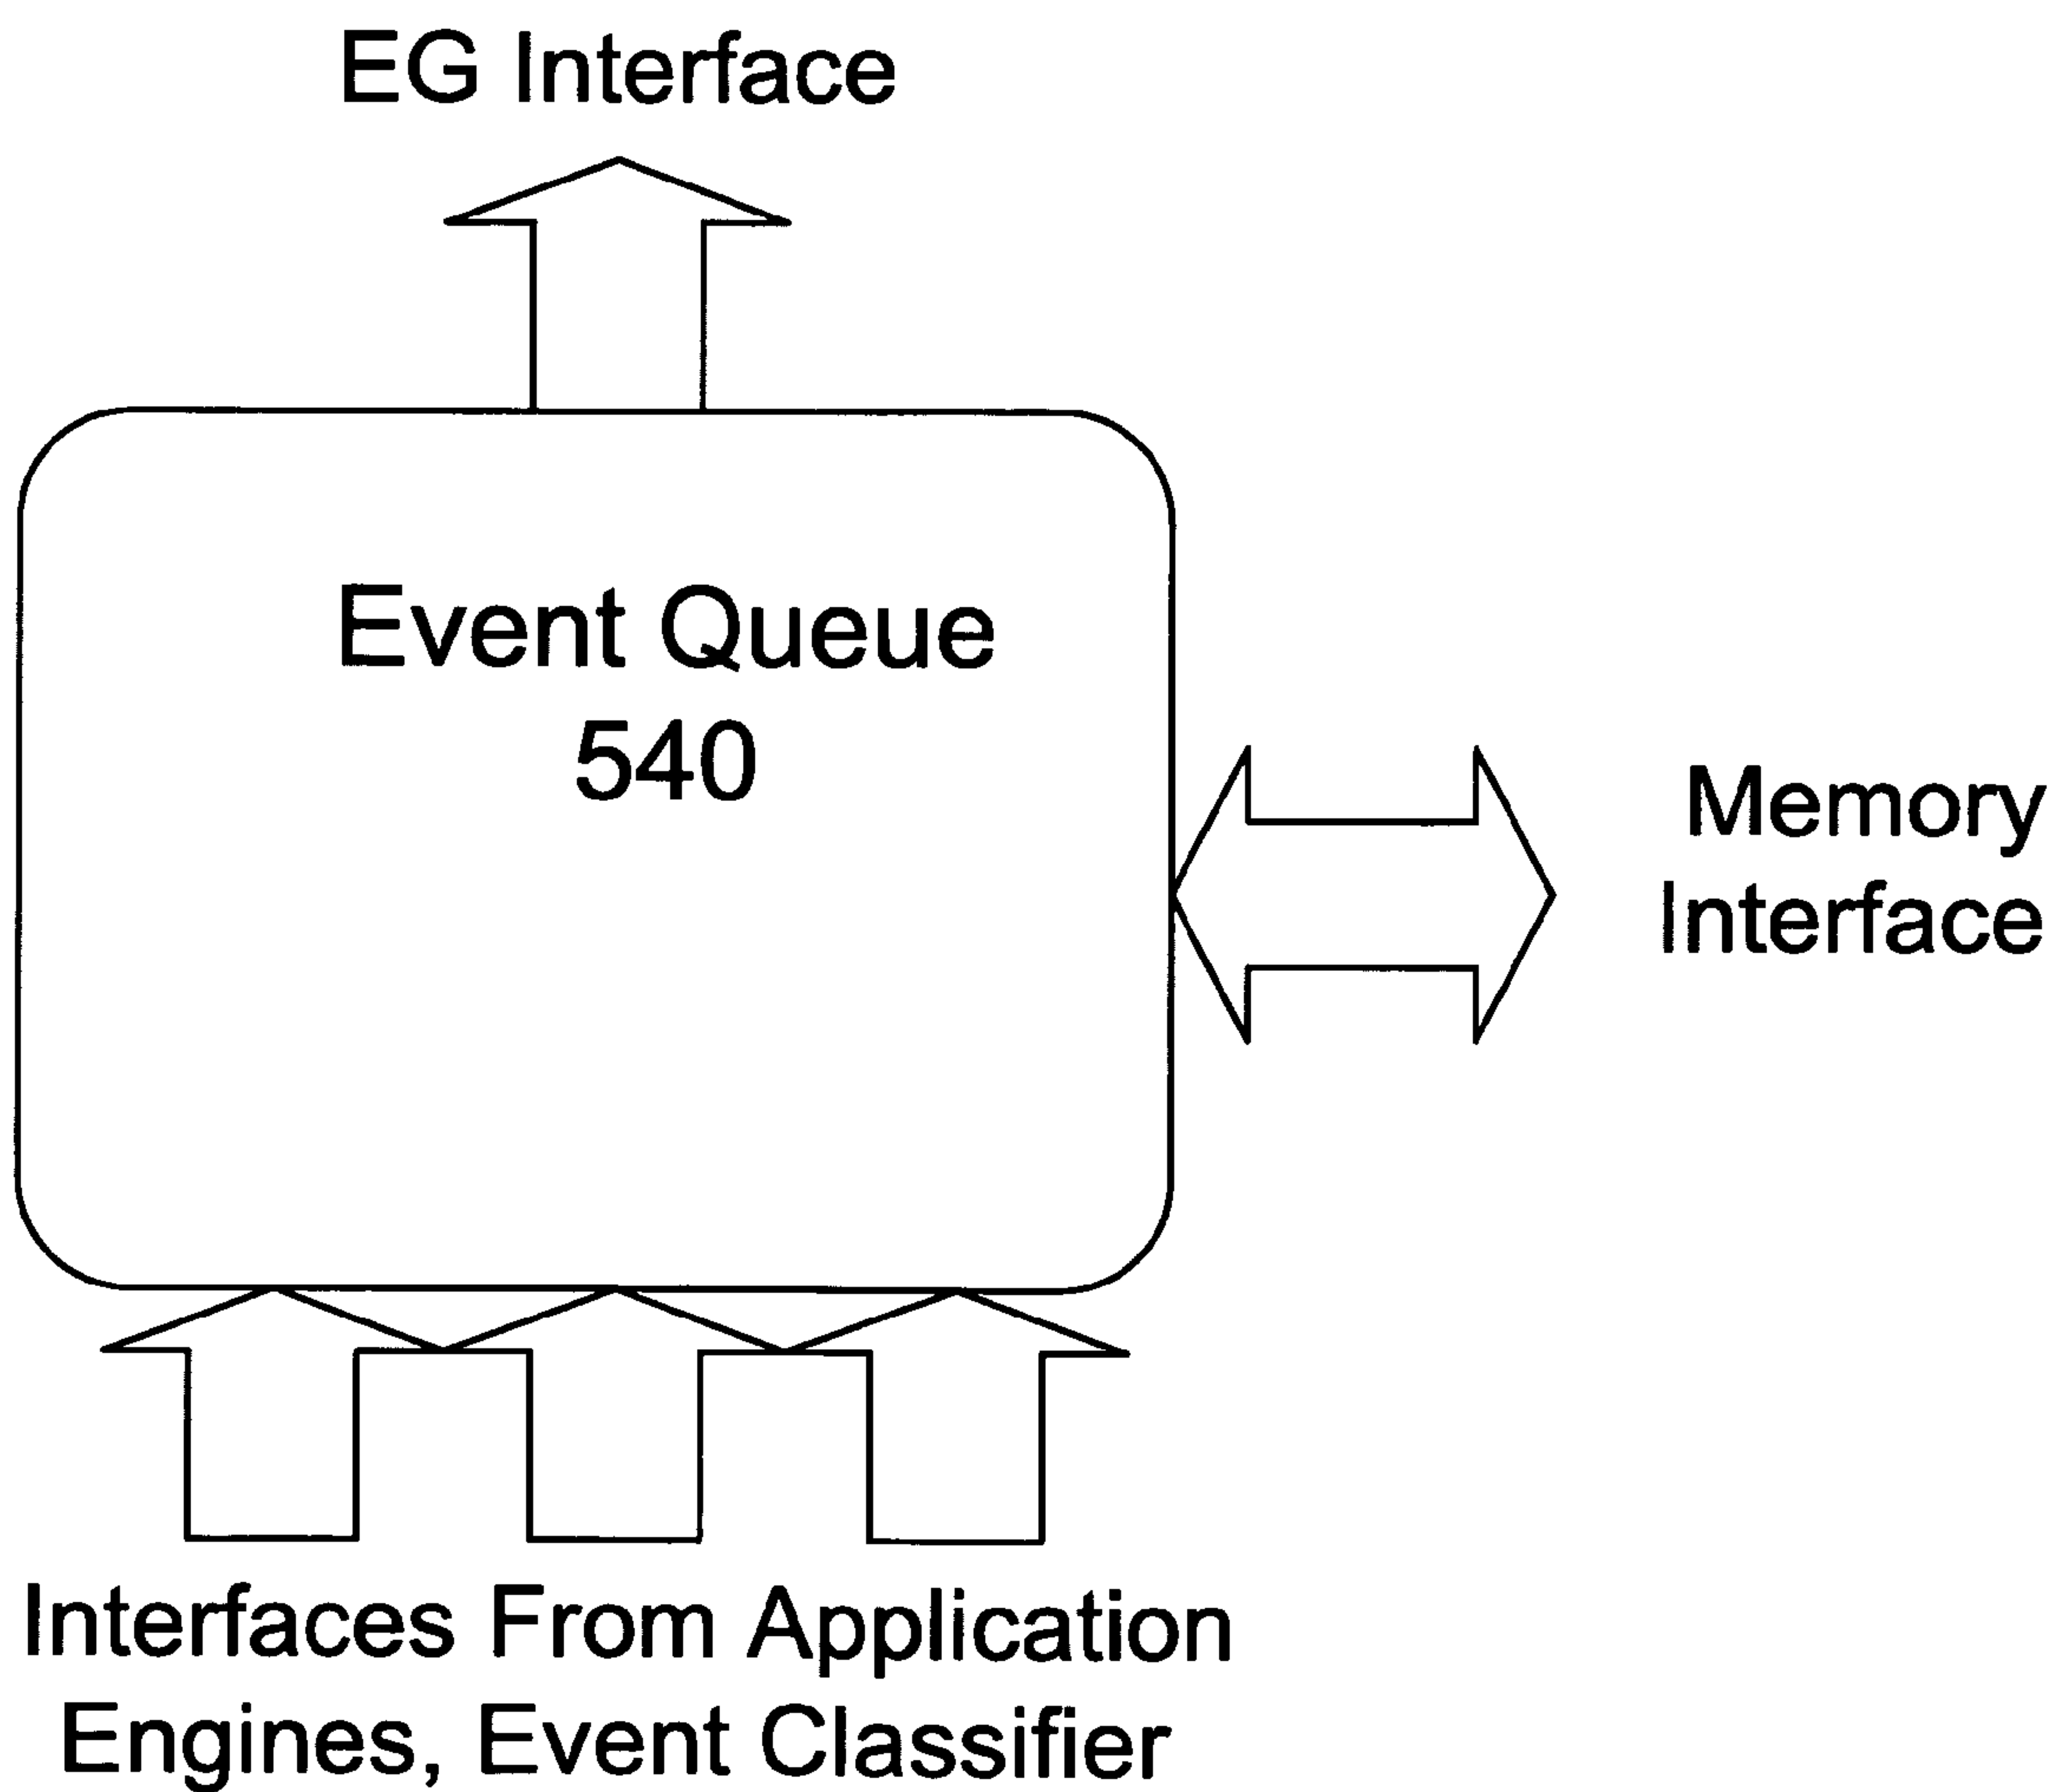 EG Interface
Event Queue
540
Memory
Interface
Interfaces From Application
Engines, Event Classifier